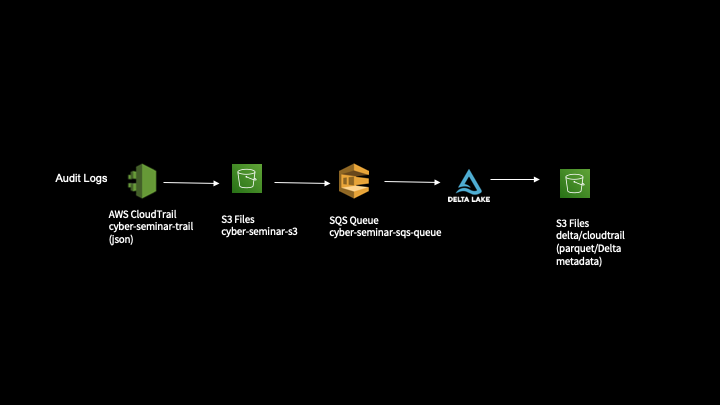 Audit Logs
AWS CloudTrail
cyber-seminar-trail
(json)
S3 Files
cyber-seminar-s3
SQS Queue
cyber-seminar-sqs-queue
DELTA LAKE
S3 Files
delta/cloudtrail
(parquet/Delta
metadata)